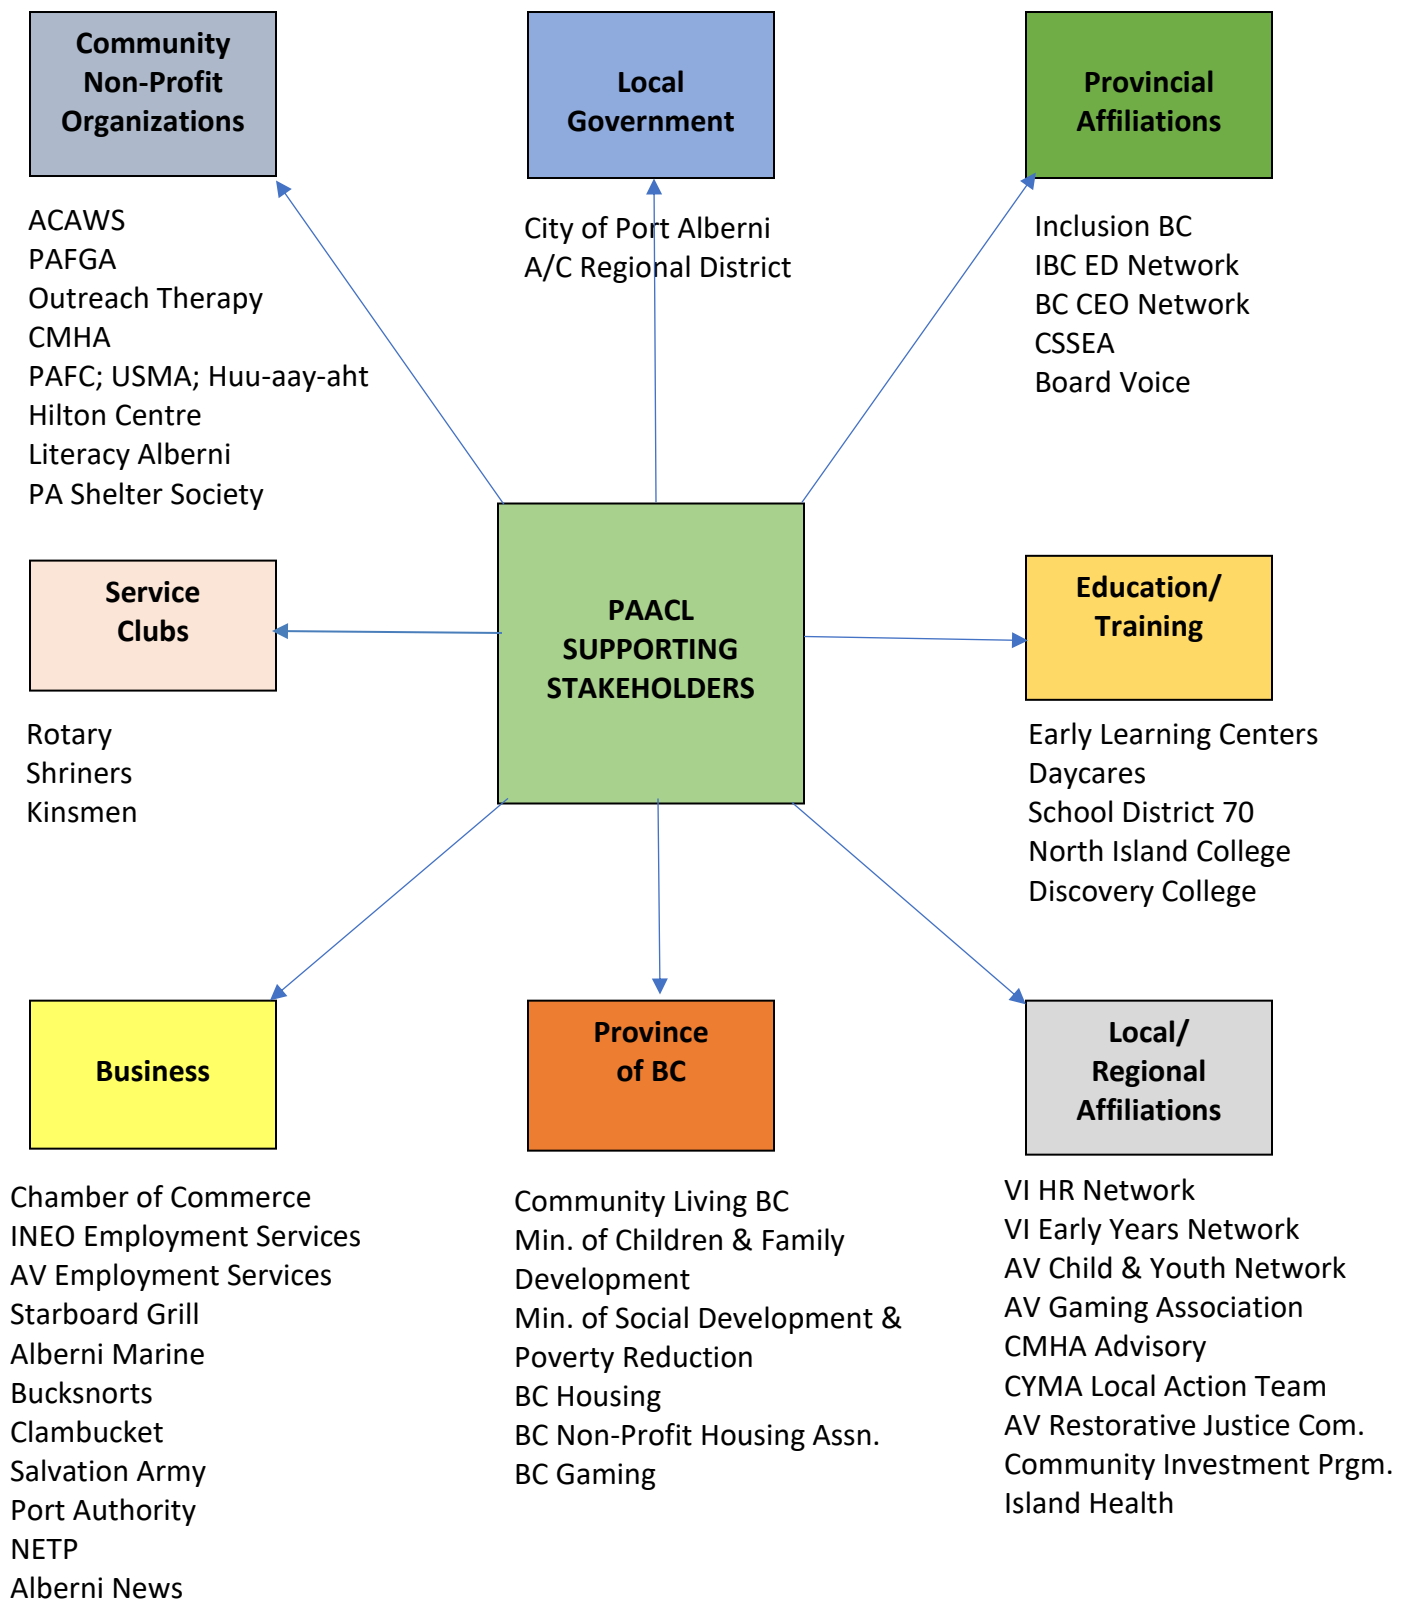 Community
Non-Profit
Organizations
ACAWS
PAFGA
Outreach Therapy
CMHA
PAFC; USMA; Huu-aay-aht
Hilton Centre
Literacy Alberni
PA Shelter Society
Local
Government
City of Port Alberni
A/C Regional District
Provincial
Affiliations
Inclusion BC
IBC ED Network
BC CEO Network
CSSEA
Board Voice
Service
Clubs
Rotary
Shriners
Kinsmen
PAACL
SUPPORTING
STAKEHOLDERS
Education/
Training
Early Learning Centers
Daycares
School District 70
North Island College
Discovery College
Business
Chamber of Commerce
INEO Employment Services
AV Employment Services
Starboard Grill
Alberni Marine
Bucksnorts
Clambucket
Salvation Army
Port Authority
NETP
Alberni News
Province
of BC
Community Living BC
Min. of Children & Family
Development
Min. of Social Development &
Poverty Reduction
BC Housing
BC Non-Profit Housing Assn.
BC Gaming
Local/
Regional
Affiliations
VI HR Network
VI Early Years Network
AV Child & Youth Network
AV Gaming Association
CMHA Advisory
CYMA Local Action Team
AV Restorative Justice Com.
Community Investment Prgm.
Island Health